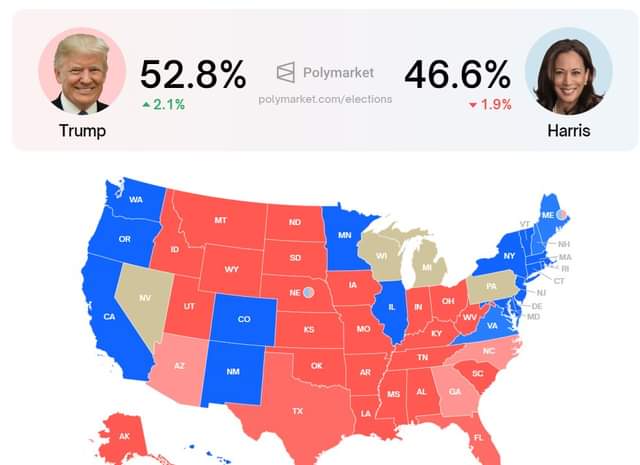 52.8%
Polymarket
46.6%
2.1%
polymarket.com/elections
1.9%
Trump
Harris
WA
MT
ND
MN
VT
ME
OR
ID
SD
WI
NY
NH
WY
MI
MA
RI
NV
NE
IA
PA
CT
UT
IL
IN
OH
NJ
CA
CO
DE
KS
MO
WV
VA
MD
KY
AZ
NM
OK
TN
NC
AR
SC
MS
AL
GA
TX
LA
AK
FL